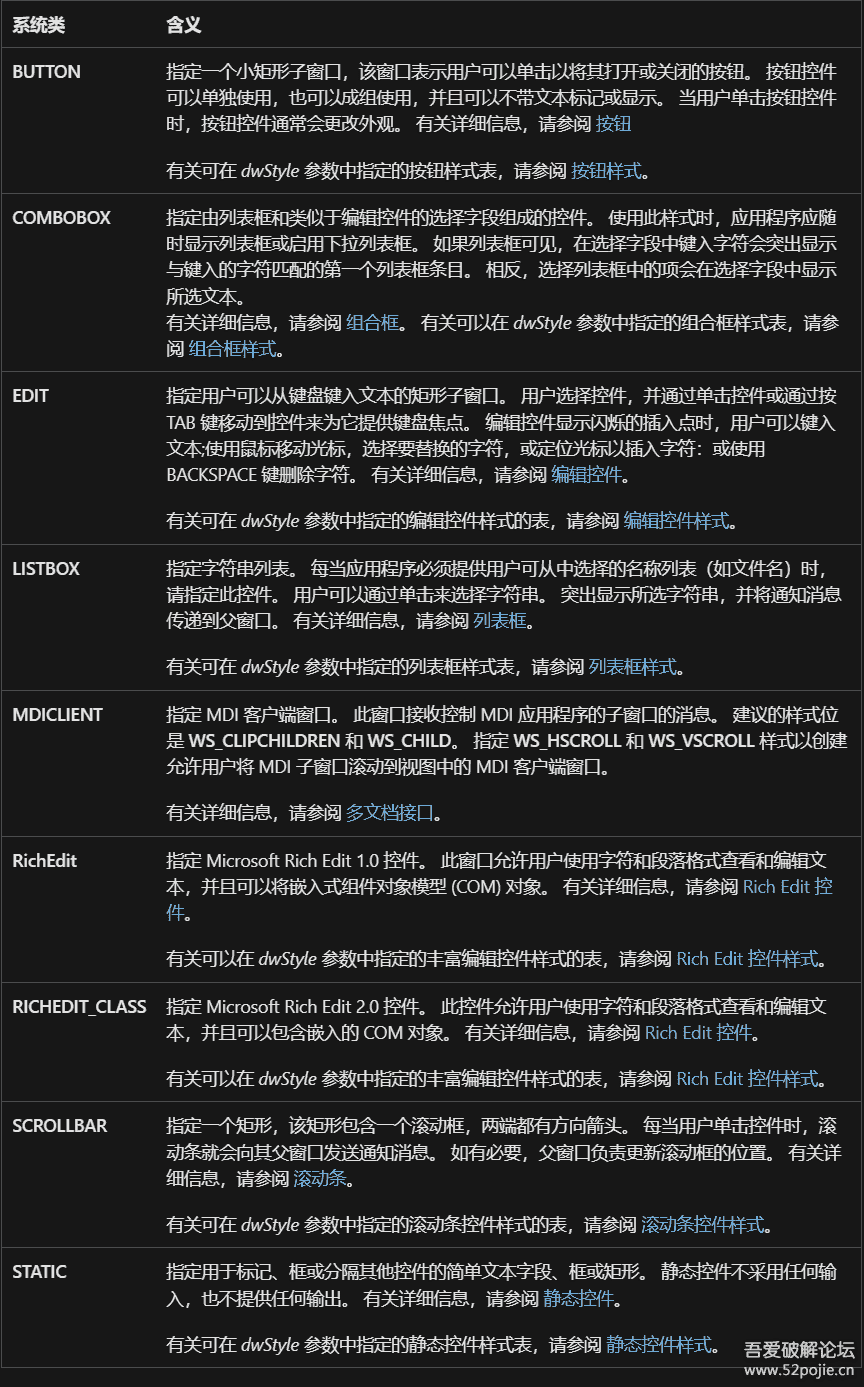 系统类 含义
BUTTON 指定一个小矩形子窗口，该窗口表示用户可以单击以将其打开或关闭的按钮。 按钮控件
可以单独使用，也可以成组使用，并且可以不带文本标记或显示。 当用户单击按钮控件
时，按钮控件通常会更改外观。 有关详细信息，请参阅 按钮
有关可在 dwStyle 参数中指定的按钮样式表，请参阅 按钮样式。
COMBOBOX 指定由列表框和类似于编辑控件的选择字段组成的控件。 使用此样式时，应用程序应随
时显示列表框或启用下拉列表框。 如果列表框可见，在选择字段中键入字符会突出显示
与键入的字符匹配的第一个列表框条目。 相反，选择列表框中的项会在选择字段中显示
所选文本。
有关详细信息，请参阅 组合框。 有关可以在 dwStyle 参数中指定的组合框样式表，请参
阅 组合框样式。
EDIT 指定用户可以从键盘键入文本的矩形子窗口。 用户选择控件，并通过单击控件或通过按
TAB 键移动到控件来为它提供键盘焦点。 编辑控件显示闪烁的插入点时，用户可以键入
文本;使用鼠标移动光标，选择要替换的字符，或定位光标以插入字符：或使用
BACKSPACE 键删除字符。 有关详细信息，请参阅 编辑控件。
有关可在 dwStyle 参数中指定的编辑控件样式的表，请参阅 编辑控件样式。
LISTBOX 指定字符串列表。 每当应用程序必须提供用户可从中选择的名称列表（如文件名）时，
请指定此控件。 用户可以通过单击来选择字符串。 突出显示所选字符串，并将通知消息
传递到父窗口。 有关详细信息，请参阅 列表框。
有关可在 dwStyle 参数中指定的列表框样式表，请参阅 列表框样式。
MDICLIENT 指定 MDI 客户端窗口。 此窗口接收控制 MDI 应用程序的子窗口的消息。 建议的样式位
是 WS_CLIPCHILDREN 和 WS_CHILD。 指定 WS_HSCROLL 和 WS_VSCROLL 样式以创建
允许用户将 MDI 子窗口滚动到视图中的 MDI 客户端窗口。
有关详细信息，请参阅 多文档接口。
RichEdit 指定 Microsoft Rich Edit 1.0 控件。 此窗口允许用户使用字符和段落格式查看和编辑文
本，并且可以将嵌入式组件对象模型 (COM) 对象。 有关详细信息，请参阅 Rich Edit 控
件。
有关可以在 dwStyle 参数中指定的丰富编辑控件样式的表，请参阅 Rich Edit 控件样式。
RICHEDIT_CLASS 指定 Microsoft Rich Edit 2.0 控件。 此控件允许用户使用字符和段落格式查看和编辑文
本，并且可以包含嵌入的 COM 对象。 有关详细信息，请参阅 Rich Edit 控件。
有关可以在 dwStyle 参数中指定的丰富编辑控件样式的表，请参阅 Rich Edit 控件样式。
SCROLLBAR 指定一个矩形，该矩形包含一个滚动框，两端都有方向箭头。 每当用户单击控件时，滚
动条就会向其父窗口发送通知消息。 如有必要，父窗口负责更新滚动框的位置。 有关详
细信息，请参阅 滚动条。
有关可在 dwStyle 参数中指定的滚动条控件样式的表，请参阅 滚动条控件样式。
STATIC 指定用于标记、框或分隔其他控件的简单文本字段、框或矩形。 静态控件不采用任何输
入，也不提供任何输出。 有关详细信息，请参阅 静态控件。
有关可在 dwStyle 参数中指定的静态控件样式表，请参阅 静态控件样式。
吾爱破解论坛
www.52pojie.cn